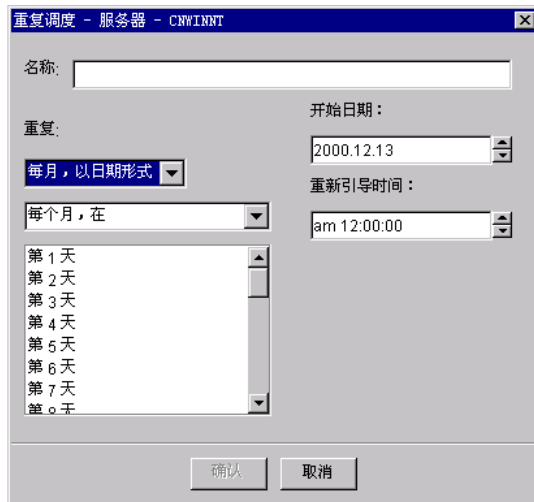 重复调度 - 服务器 - CNWINNT
名称:
重复:
每月，以日期形式
每个月，在
第 1 天
第 2 天
第 3 天
第 4 天
第 5 天
第 6 天
第 7 天
开始日期：
2000.12.13
重新引导时间：
am 12:00:00
确认
取消